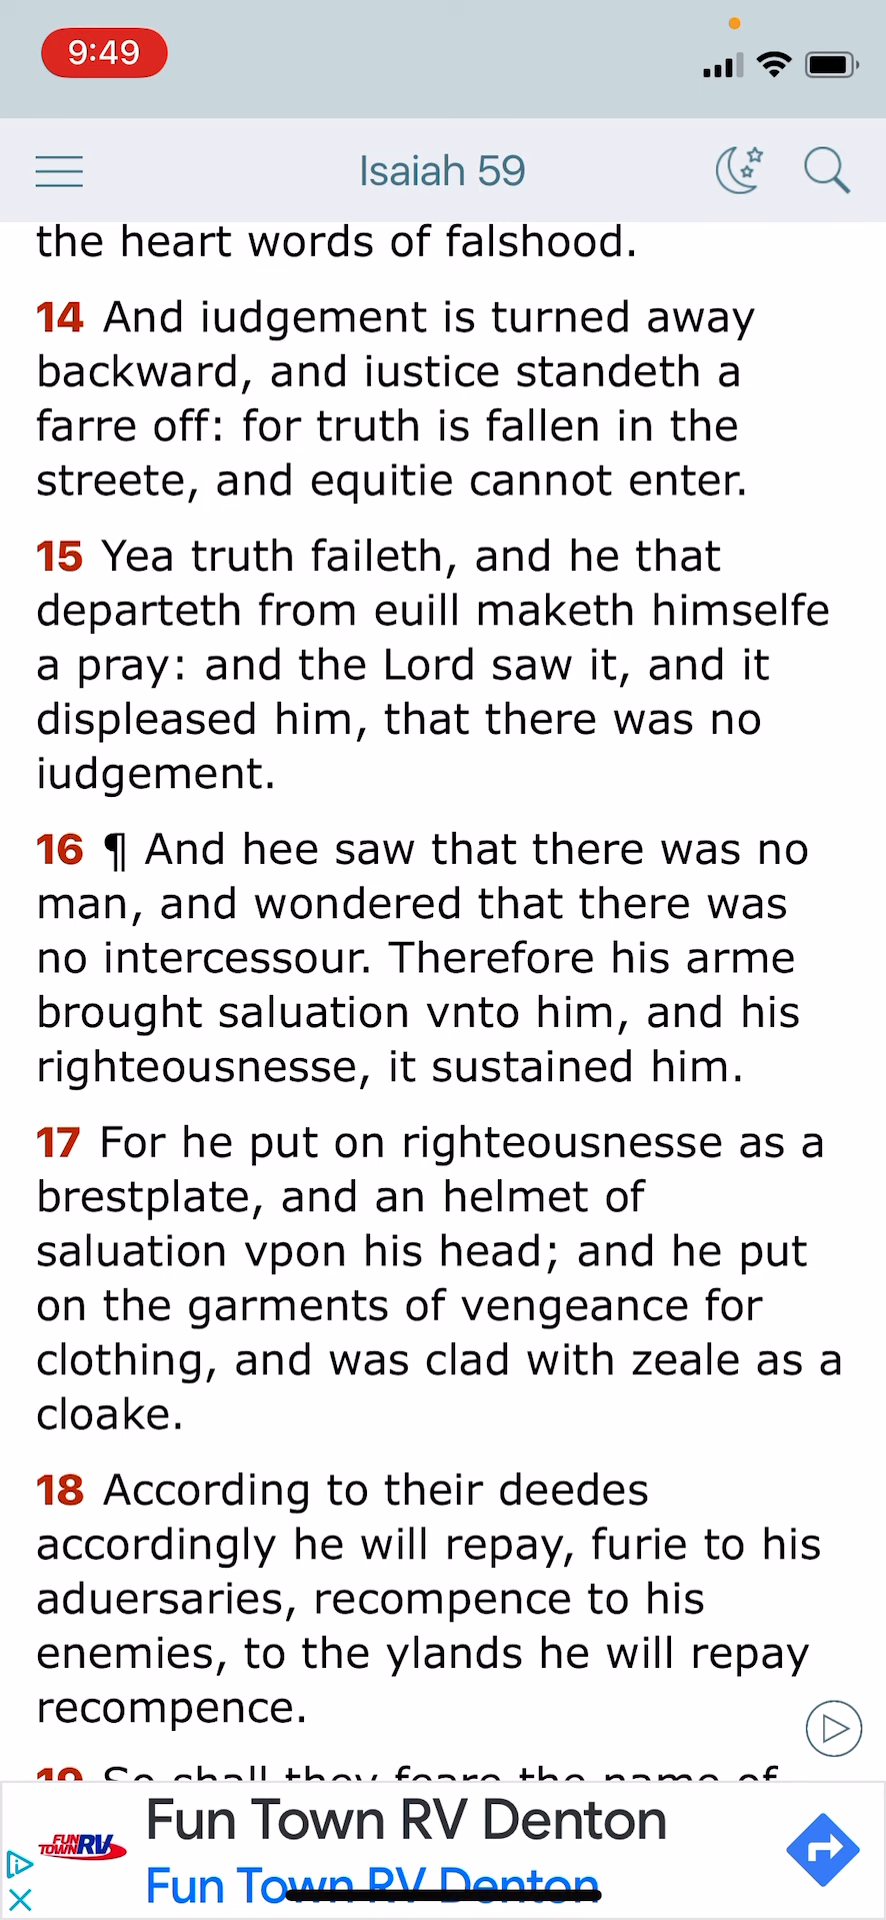 9:49
Isaiah 59
the heart words of falshood.
14 And iudgement is turned away
backward, and iustice standeth a
farre off: for truth is fallen in the
streete, and equitie cannot enter.
15 Yea truth faileth, and he that
departeth from euill maketh himselfe
a pray: and the Lord saw it, and it
displeased him, that there was no
iudgement.
16 ¶ And hee saw that there was no
man, and wondered that there was
no intercessour. Therefore his arme
brought saluation vnto him, and his
righteousnesse, it sustained him.
17 For he put on righteousnesse as a
brestplate, and an helmet of
saluation vpon his head; and he put
on the garments of vengeance for
clothing, and was clad with zeale as a
cloake.
18 According to their deedes
accordingly he will repay, furie to his
aduersaries, recompence to his
enemies, to the ylands he will repay
recompence.
19 So shall they feare the name of
Fun Town RV Denton
FUN TOWN RV
Fun Town RV Denton